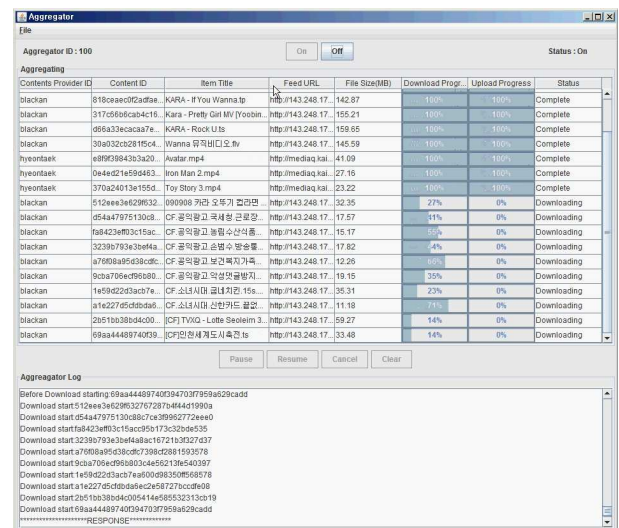 Aggregator
File
Aggregator ID : 100 On Off Status : On
Aggregating
Contents Provider ID Content ID Item Title Feed URL File Size(MB) Download Progr... Upload Progress Status
blackan 818ceaec0f2adfae... KARA - If You Wanna.tp http://143.248.17... 142.87 100% 100% Complete
blackan 317c56b6cab4c16... Kara - Pretty Girl MV [Yoobin... http://143.248.17... 155.21 100% 100% Complete
blackan d66a33ecacaa7e... KARA - Rock U.ts http://143.248.17... 159.65 100% 100% Complete
blackan 30a032cb281f5c4... Wanna 뮤직비디오.flv http://143.248.17... 145.59 100% 100% Complete
hyeontaek e8f9f39843b3a20... Avatar.mp4 http://mediaq.kai... 41.09 100% 100% Complete
hyeontaek 0e4ed21e59d463... Iron Man 2.mp4 http://mediaq.kai... 27.16 100% 100% Complete
hyeontaek 370a24013e155d... Toy Story 3.mp4 http://mediaq.kai... 23.22 100% 100% Complete
blackan 512eee3e629f632... 090908 카라 오뚜기 컵라면 ... http://143.248.17... 32.35 27% 0% Downloading
blackan d54a47975130c8... CF.공익광고.국세청.근로장... http://143.248.17... 17.57 41% 0% Downloading
blackan fa8423eff03c15ac... CF.공익광고.농림수산식품... http://143.248.17... 15.17 0% Downloading
blackan 3239b793e3bef4a... CF.공익광고.손범수.방송통... http://143.248.17... 17.82 0% Downloading
blackan a76f08a95d38cdfc... CF.공익광고.보건복지가족... http://143.248.17... 12.26 0% Downloading
blackan 9cba706ecf96b80... CF.공익광고.악성댓글방지... http://143.248.17... 19.15 35% 0% Downloading
blackan 1e59d22d3acb7e... CF.소녀시대.굽네치킨.15s.... http://143.248.17... 35.31 23% 0% Downloading
blackan a1e227d5cfdbda6... CF.소녀시대.신한카드.끝없... http://143.248.17... 11.18 71% 0% Downloading
blackan 2b51bb38bd4c00... [CF] TVXQ - Lotte Seoleim 3... http://143.248.17... 59.27 14% 0% Downloading
blackan 69aa44489740f39... [CF]인천세계도시축전.ts http://143.248.17... 33.48 14% 0% Downloading
Pause Resume Cancel Clear
Aggreagator Log
Before Download starting:69aa44489740f394703f7959a629cadd
Download start:512eee3e629f632767287b4f44d1990a
Download start:d54a47975130c88c7ce3f9962772eee0
Download start:fa8423eff03c15acc95b173c32bde535
Download start:3239b793e3bef4a8ac16721b3f327d37
Download start:a76f08a95d38cdfc7398cf2881593578
Download start:9cba706ecf96b803c4e56213fe540397
Download start:1e59d22d3acb7ea600d98350ff568578
Download start:a1e227d5cfdbda6ec2e58727bccdfe08
Download start:2b51bb38bd4c005414e585532313cb19
Download start:69aa44489740f394703f7959a629cadd
*********************RESPONSE*************